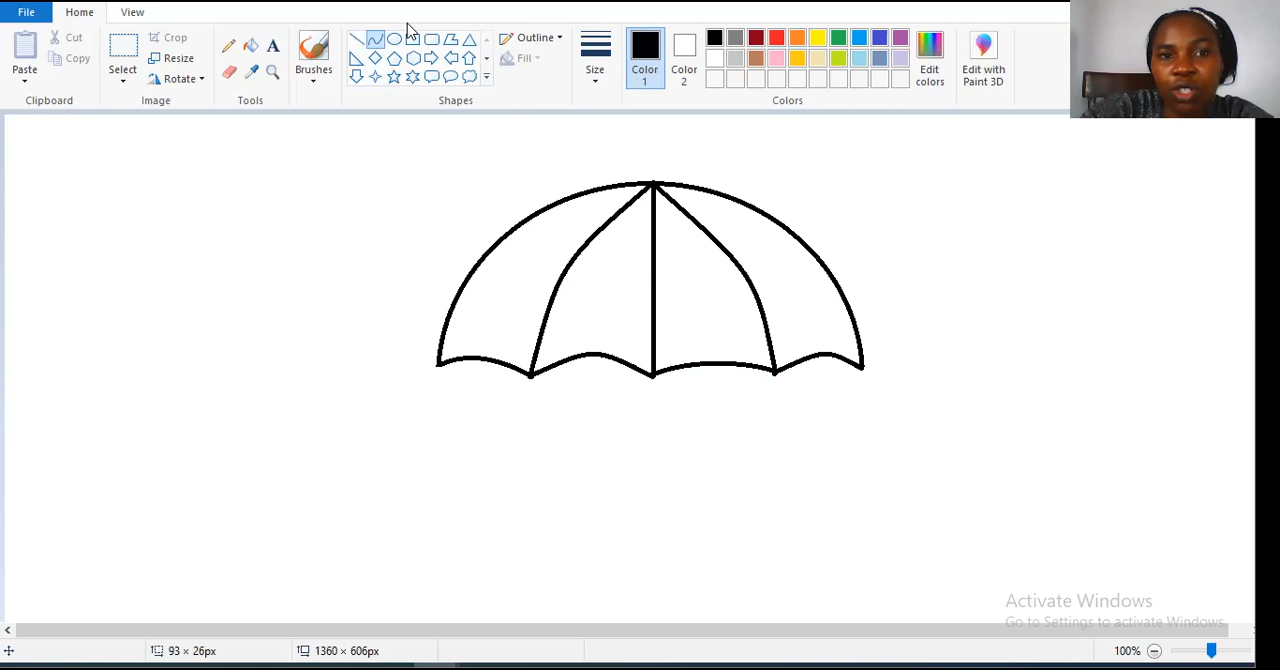 File Home View
Paste
Cut
Copy
Clipboard
Select
Crop
Resize
Rotate
Image
A
Tools
Brushes
Shapes
Outline
Fill
Size
Color
1
Color
2
Colors
Edit
colors
Edit with
Paint 3D
Activate Windows
Go to Settings to activate Windows.
93 × 26px 1360 × 606px 100%